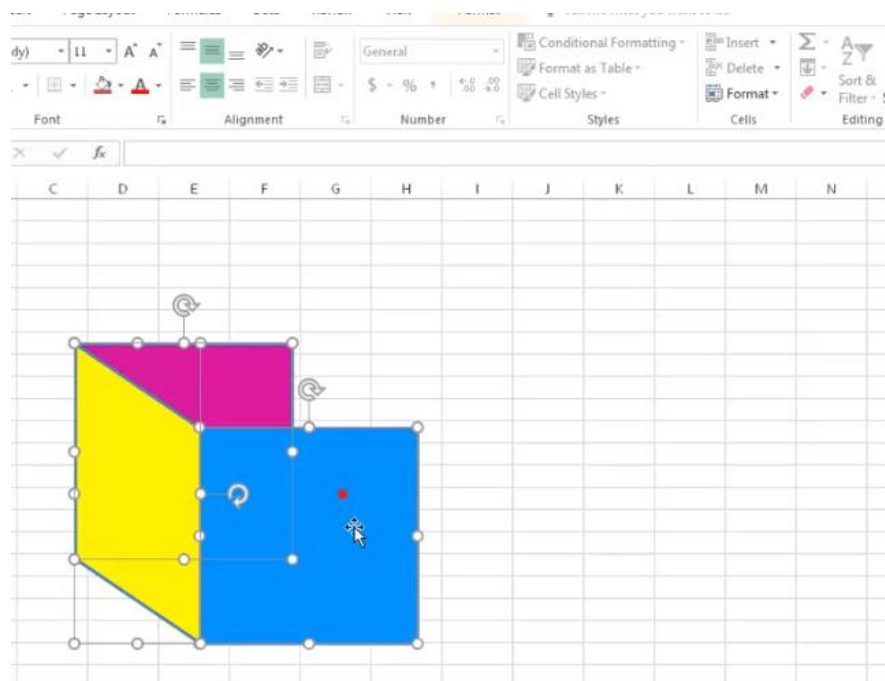 dy) 11 A A General Conditional Formatting Insert
Format as Table Delete
A $ % , Cell Styles Format Sort &
Filter
Font Alignment Number Styles Cells Editing
fx
C D E F G H I J K L M N